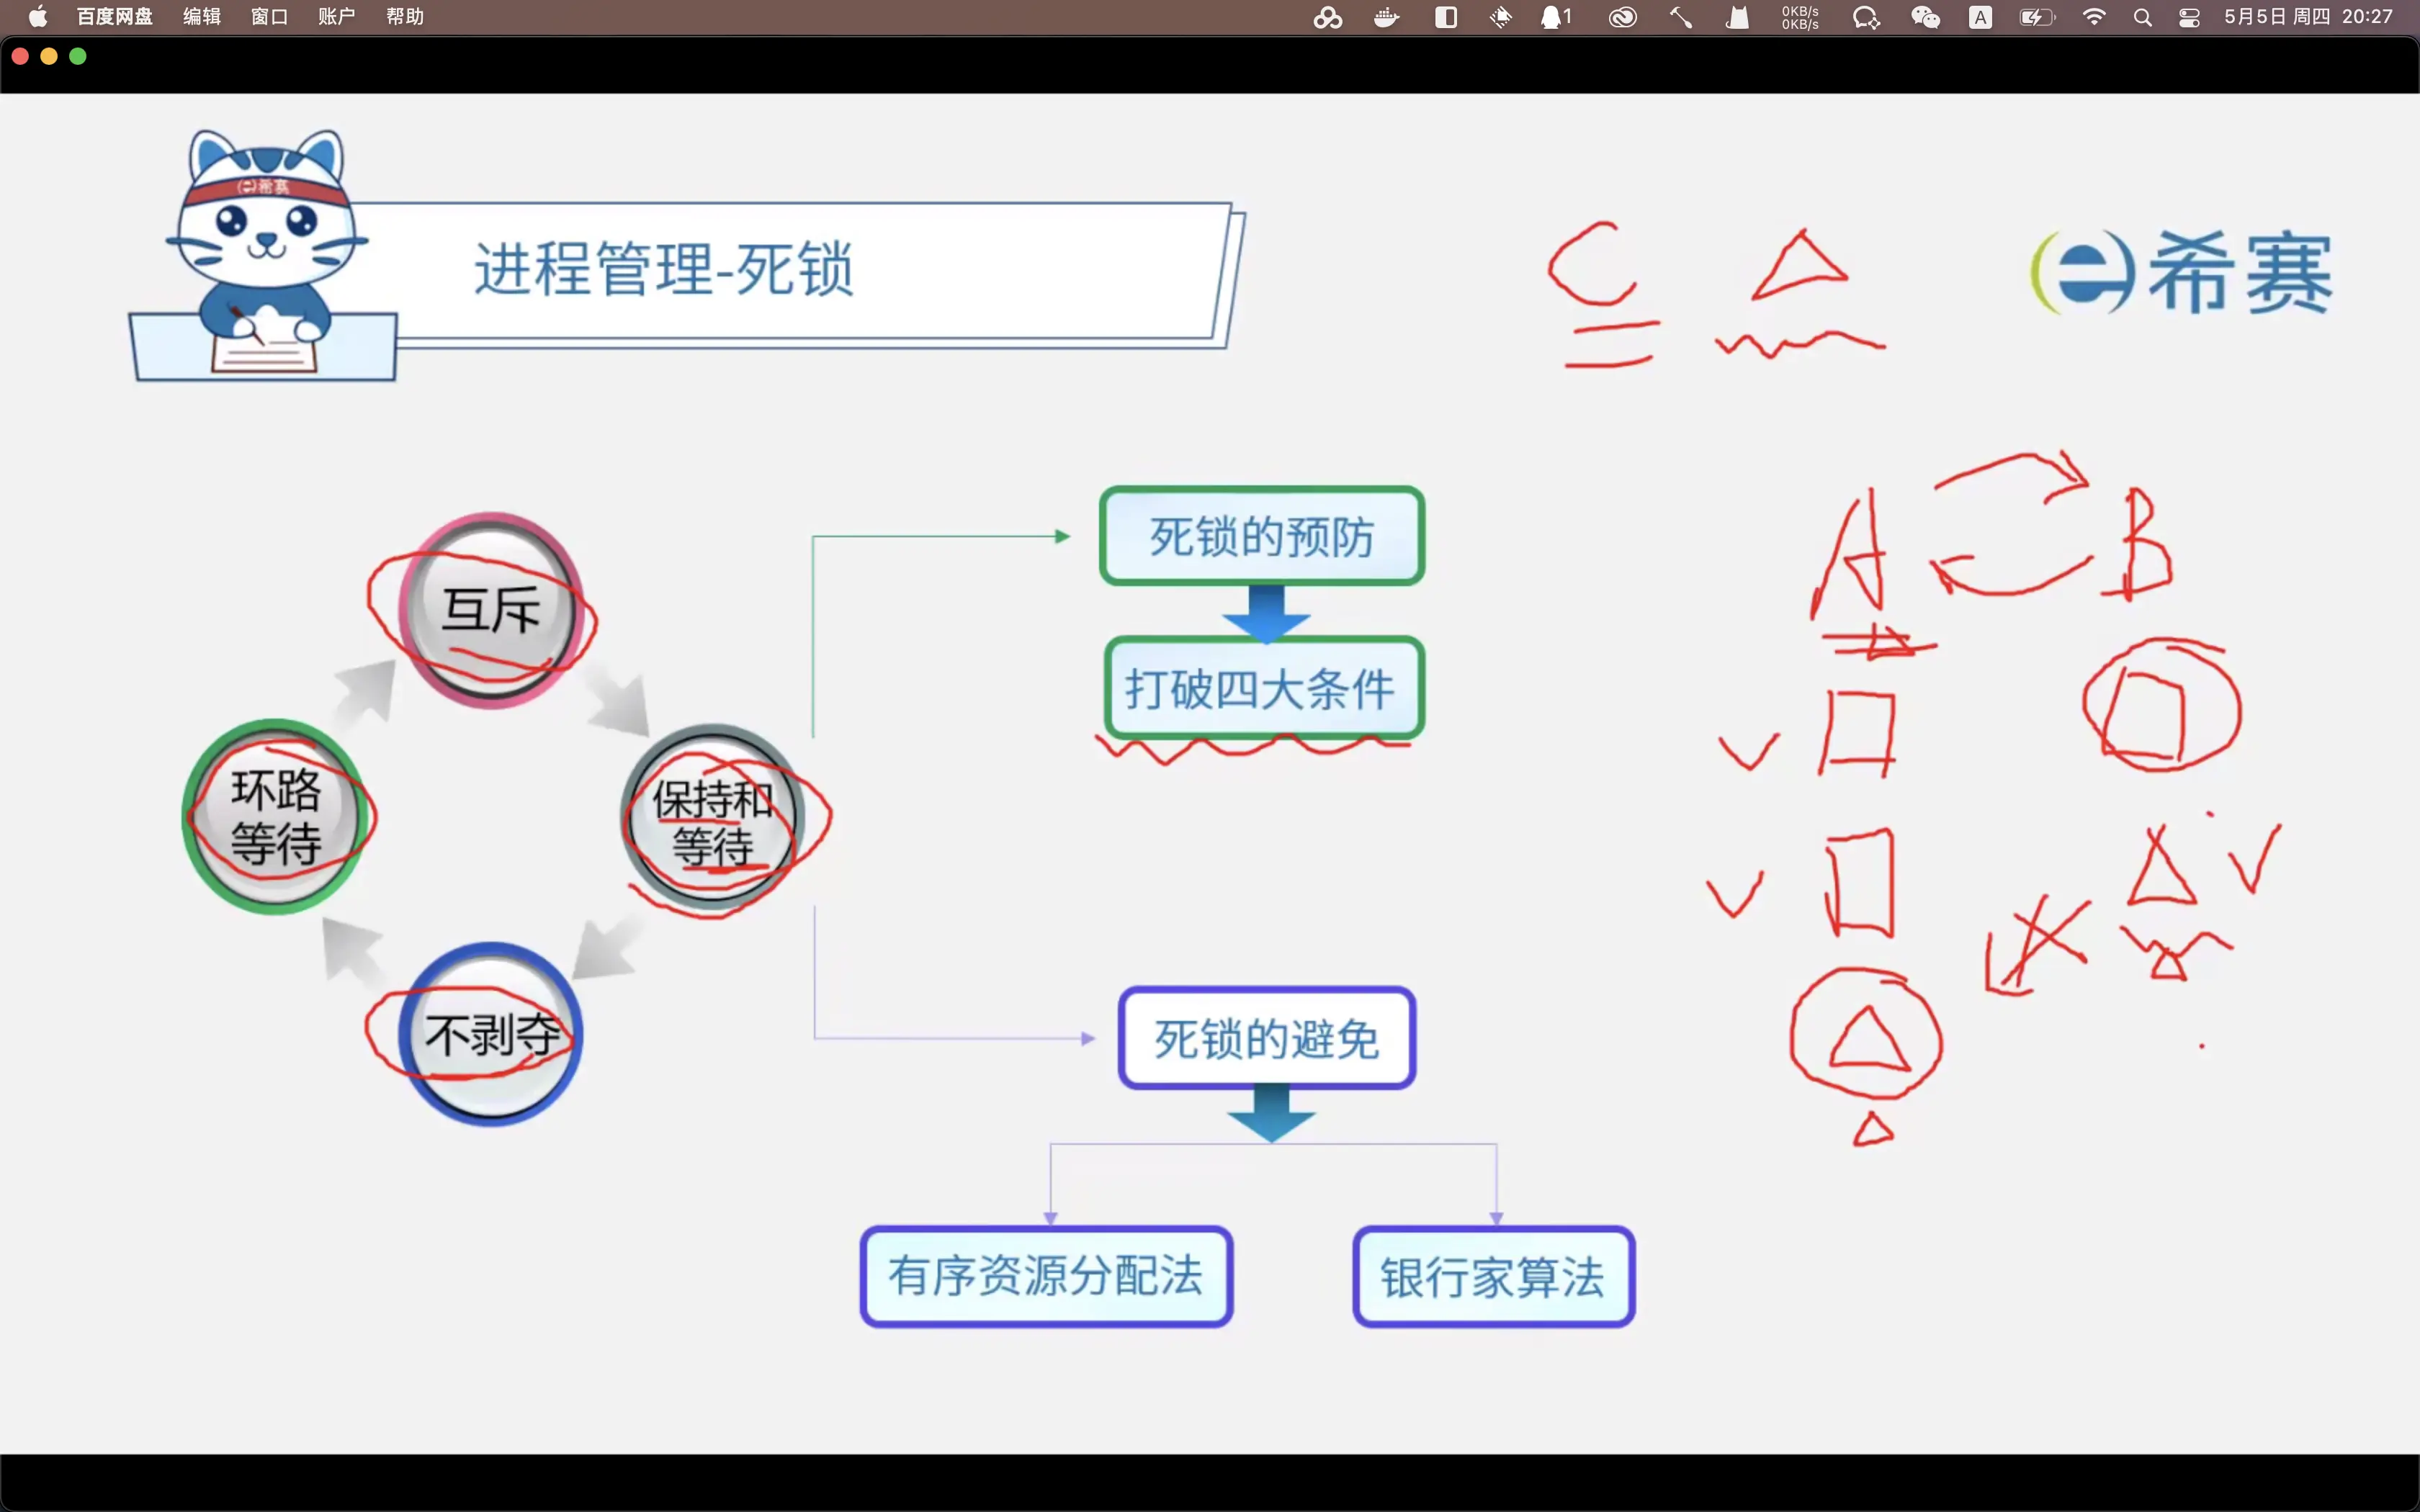 百度网盘 编辑 窗口 账户 帮助 1 0KB/s 0KB/s A 5月5日 周四 20:27
希赛
进程管理-死锁
C
希赛
A B
互斥
环路
等待
保持和
等待
不剥夺
死锁的预防
打破四大条件
死锁的避免
有序资源分配法
银行家算法